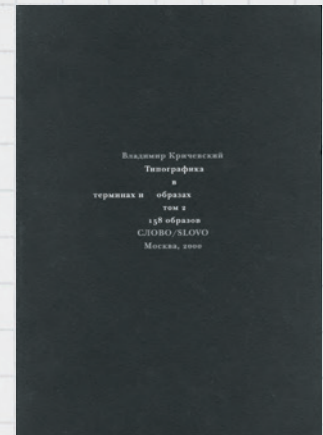 Владимир Кричевский
Типографика
в
терминах и образах
том 2
158 образов
СЛОВО/SLOVO
Москва, 2000